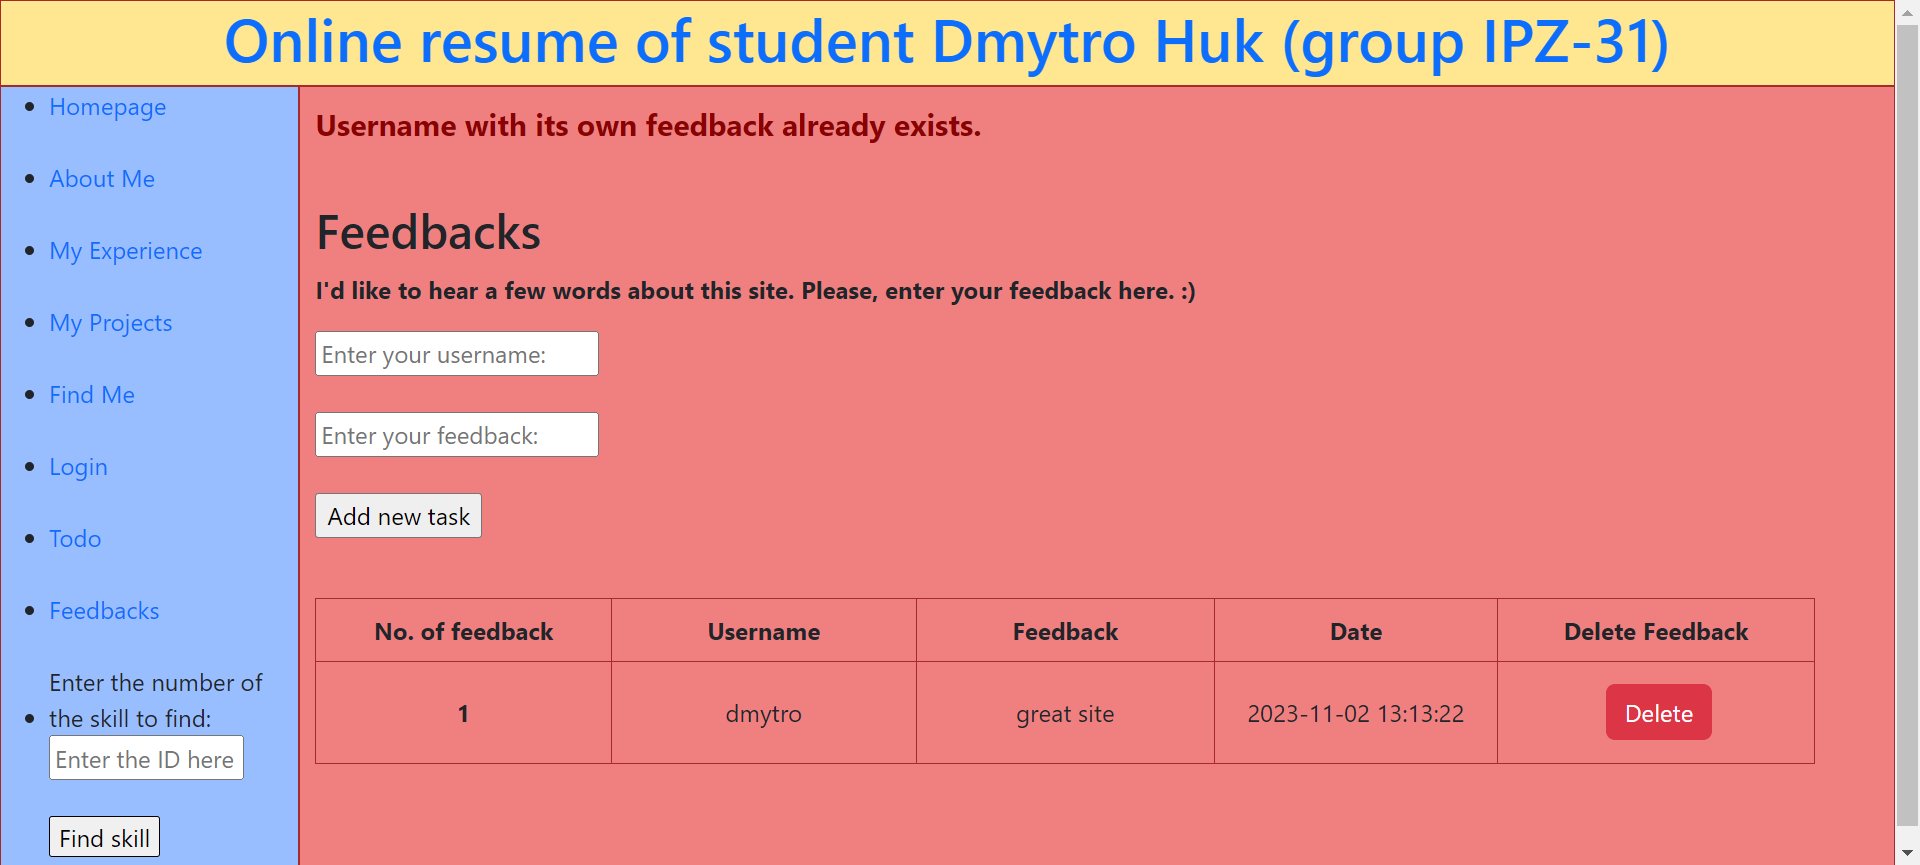 Online resume of student Dmytro Huk (group IPZ-31)
Homepage
About Me
My Experience
My Projects
Find Me
Login
Todo
Feedbacks
Enter the number of
the skill to find:
Enter the ID here
Find skill
Username with its own feedback already exists.
Feedbacks
I'd like to hear a few words about this site. Please, enter your feedback here. :)
Enter your username:
Enter your feedback:
Add new task
No. of feedback Username Feedback Date Delete Feedback
1 dmytro great site 2023-11-02 13:13:22 Delete